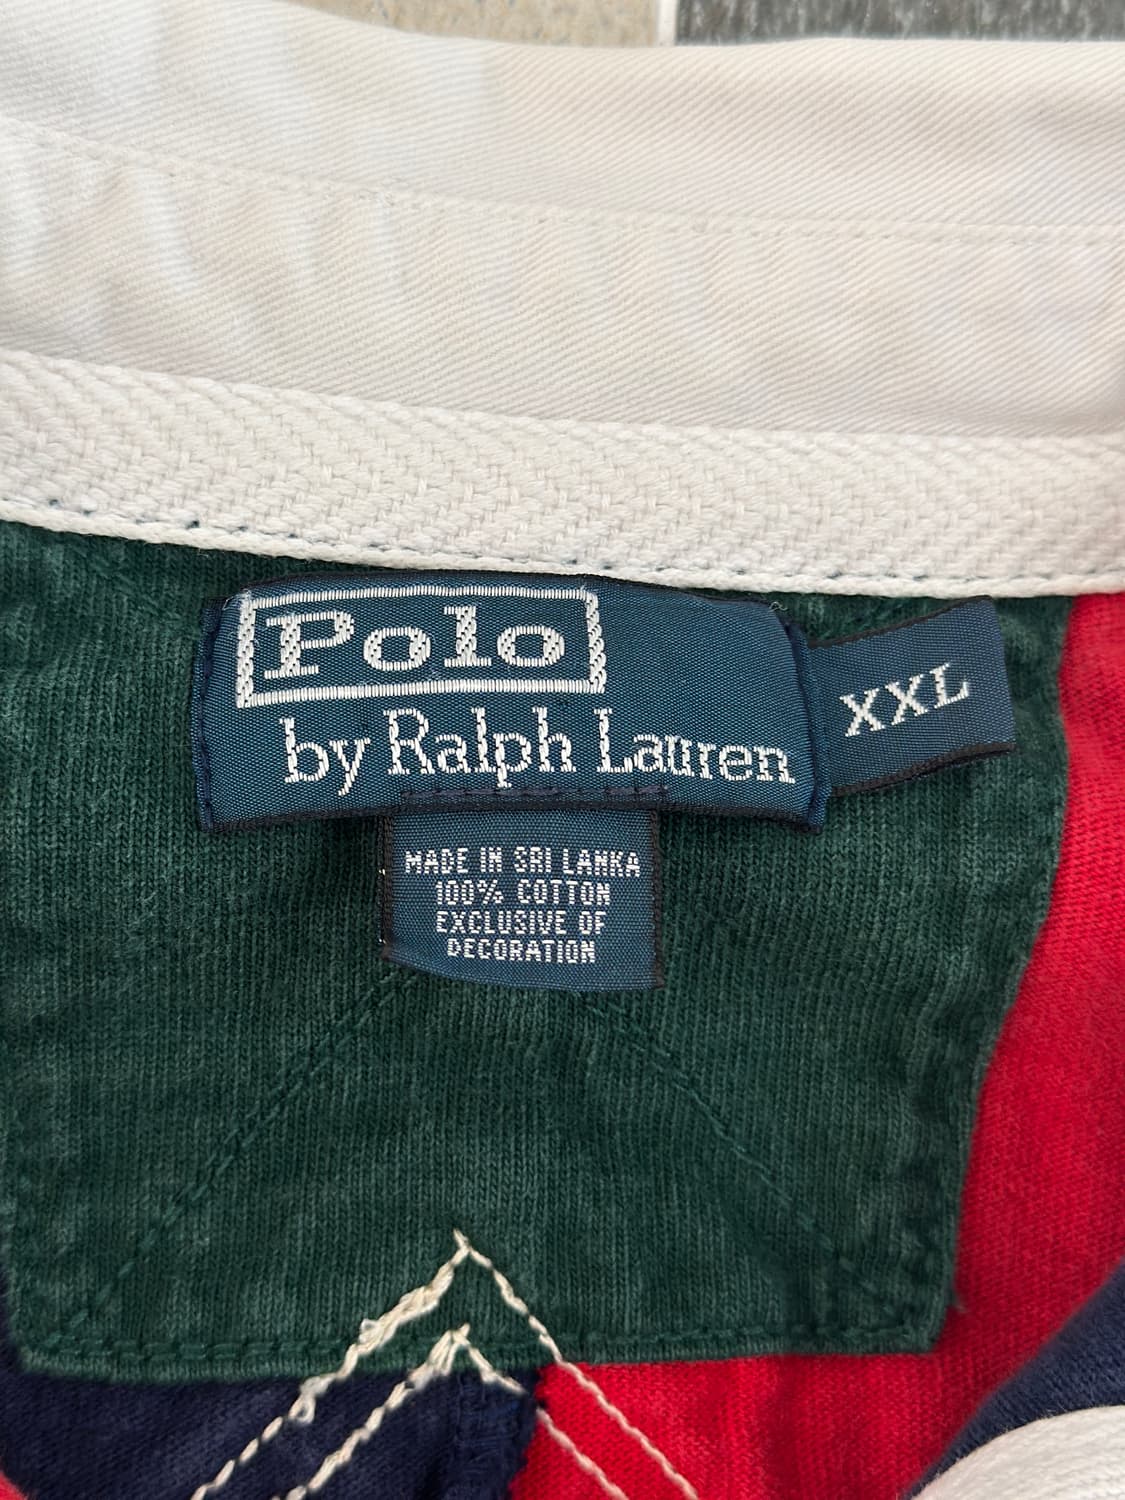 Polo
by Ralph Lauren
XXL
MADE IN SRI LANKA
100% COTTON
EXCLUSIVE OF
DECORATION